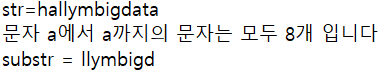 str=hallymbigdata
문자 a에서 a까지의 문자는 모두 8개 입니다
substr = llymbigd